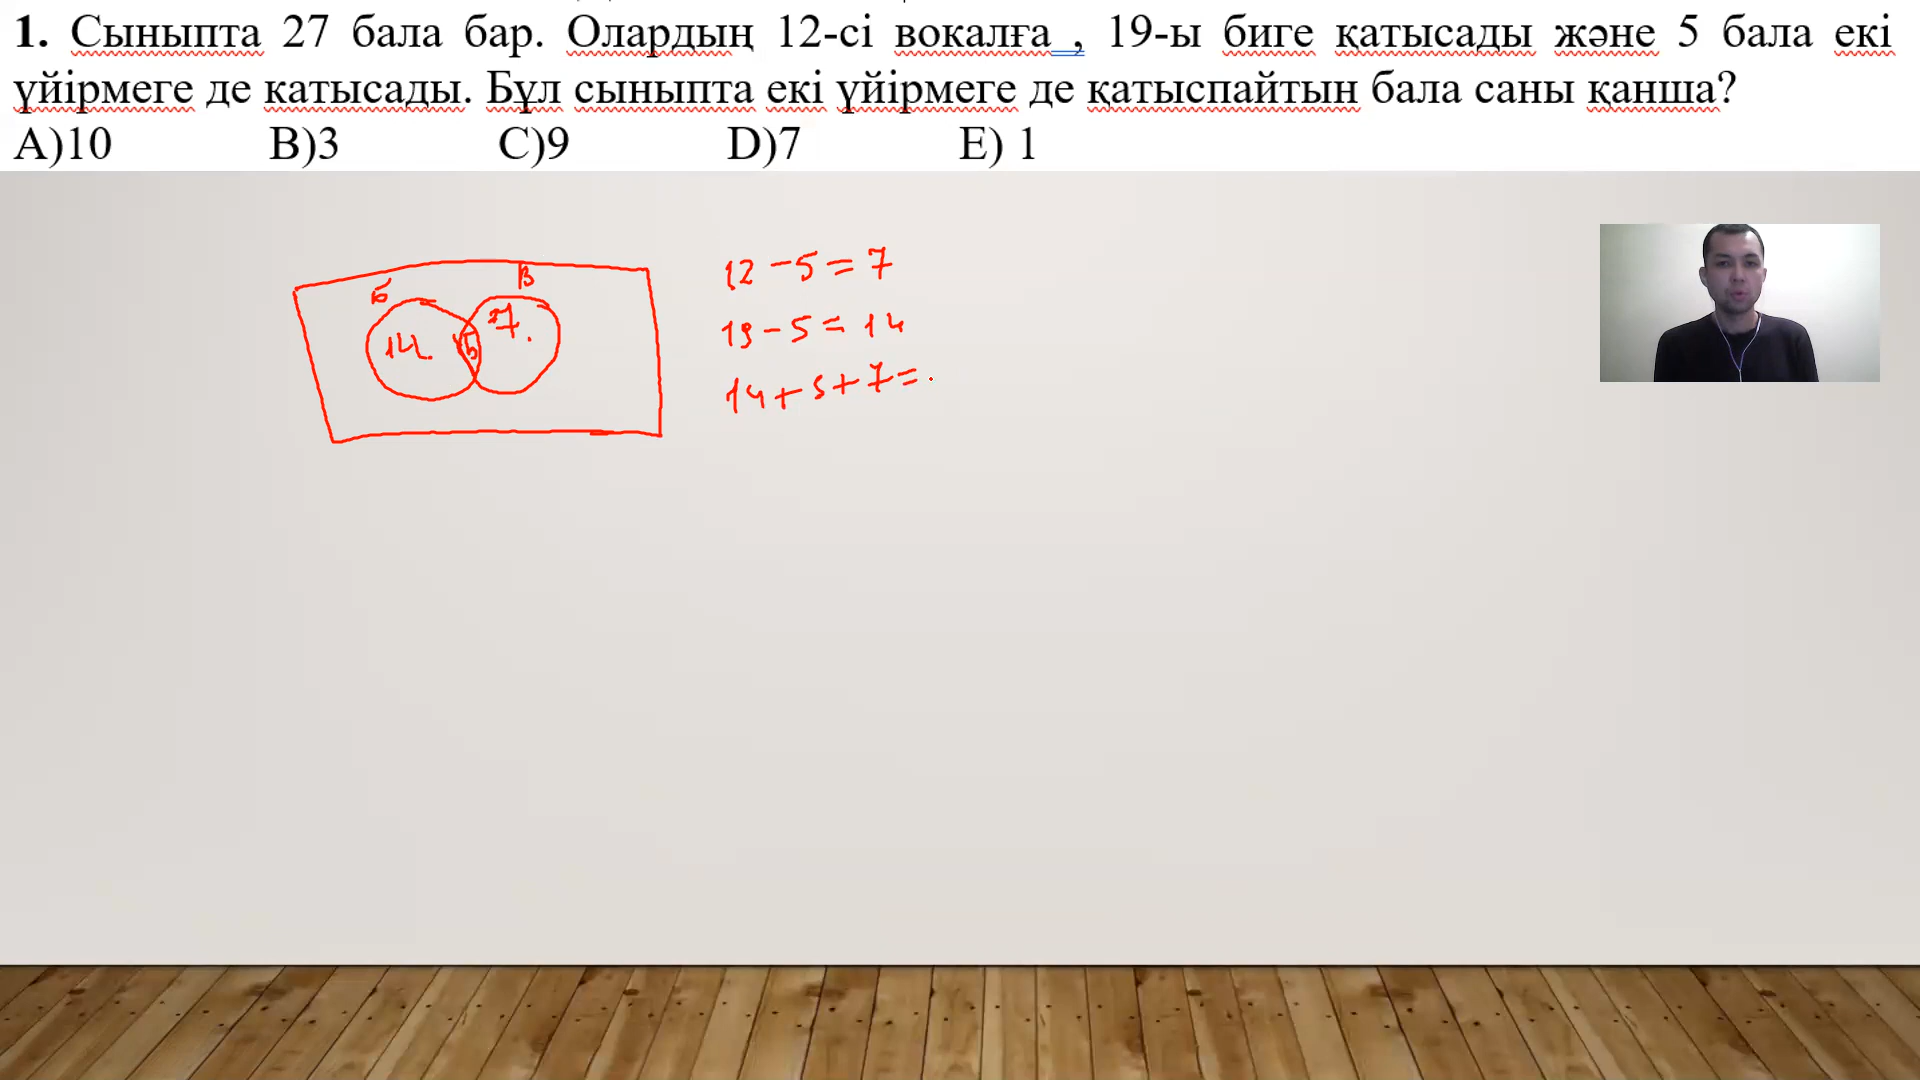 1. Сыныпта 27 бала бар. Олардың 12-сі вокалға , 19-ы биге қатысады және 5 бала екі
үйірмеге де қатысады. Бұл сыныпта екі үйірмеге де қатыспайтын бала саны қанша?
A)10 B)3 C)9 D)7 E) 1
Б В
14. 5 7.
12-5=7
19-5=14
14+5+7=.